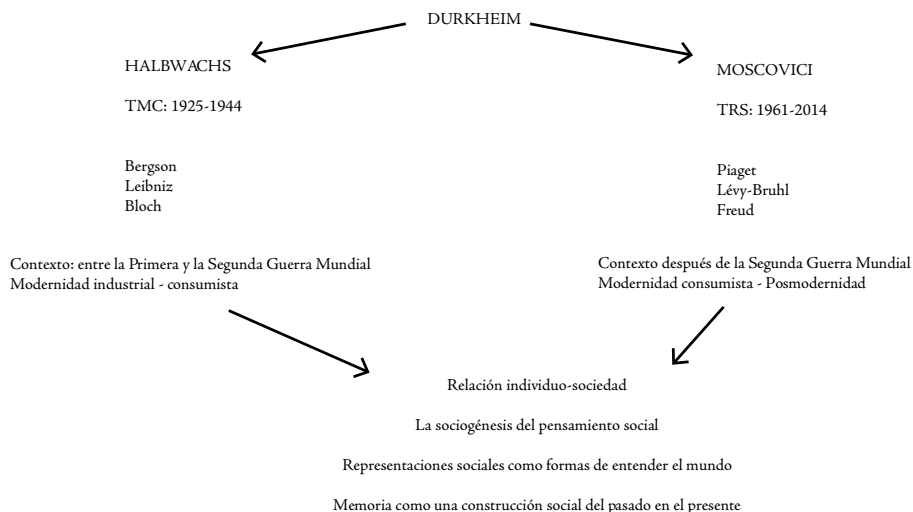 DURKHEIM
HALBWACHS
TMC: 1925-1944
Bergson
Leibniz
Bloch
Contexto: entre la Primera y la Segunda Guerra Mundial
Modernidad industrial - consumista
MOSCOVICI
TRS: 1961-2014
Piaget
Lévy-Bruhl
Freud
Contexto después de la Segunda Guerra Mundial
Modernidad consumista - Posmodernidad
Relación individuo-sociedad
La sociogénesis del pensamiento social
Representaciones sociales como formas de entender el mundo
Memoria como una construcción social del pasado en el presente